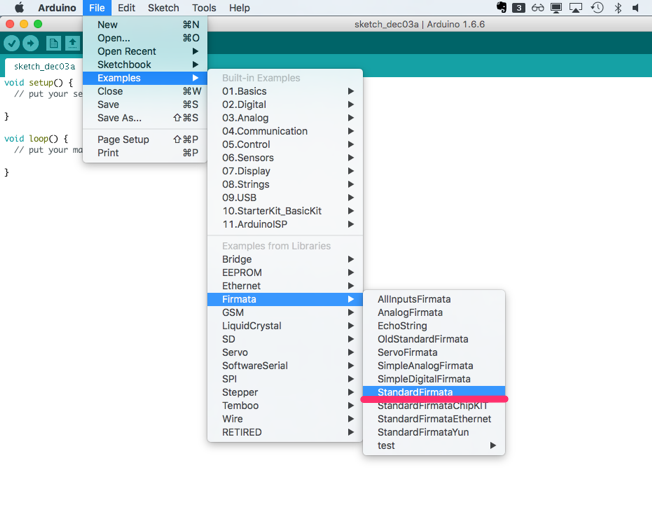 Arduino File Edit Sketch Tools Help 3
sketch_dec03a | Arduino 1.6.6
sketch_dec03a
New ⌘N
Open... ⌘O
Open Recent ▶
Sketchbook ▶
Examples ▶
Close ⌘W
Save ⌘S
Save As... ⇧⌘S
Page Setup ⇧⌘P
Print ⌘P
void setup() {
// put your se
}
void loop() {
// put your ma
}
Built-in Examples
01.Basics ▶
02.Digital ▶
03.Analog ▶
04.Communication ▶
05.Control ▶
06.Sensors ▶
07.Display ▶
08.Strings ▶
09.USB ▶
10.StarterKit_BasicKit ▶
11.ArduinoISP ▶
Examples from Libraries
Bridge ▶
EEPROM ▶
Ethernet ▶
Firmata ▶
GSM ▶
LiquidCrystal ▶
SD ▶
Servo ▶
SoftwareSerial ▶
SPI ▶
Stepper ▶
Temboo ▶
Wire ▶
RETIRED ▶
AllInputsFirmata
AnalogFirmata
EchoString
OldStandardFirmata
ServoFirmata
SimpleAnalogFirmata
SimpleDigitalFirmata
StandardFirmata
StandardFirmataChipKIT
StandardFirmataEthernet
StandardFirmataYun
test ▶